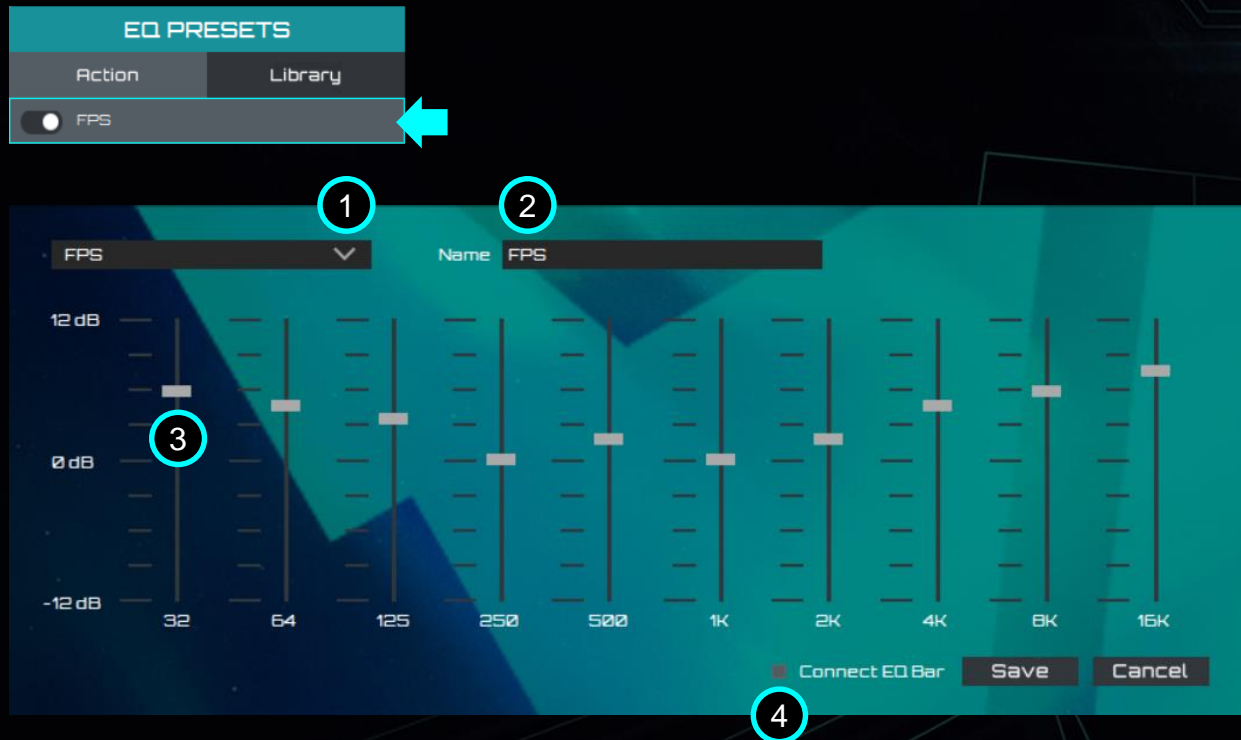 EQ PRESETS
Action Library
FPS
1 2
FPS Name FPS
12 dB
3
0 dB
-12 dB
32 64 125 250 500 1K 2K 4K 8K 16K
Connect EQ Bar Save Cancel
4